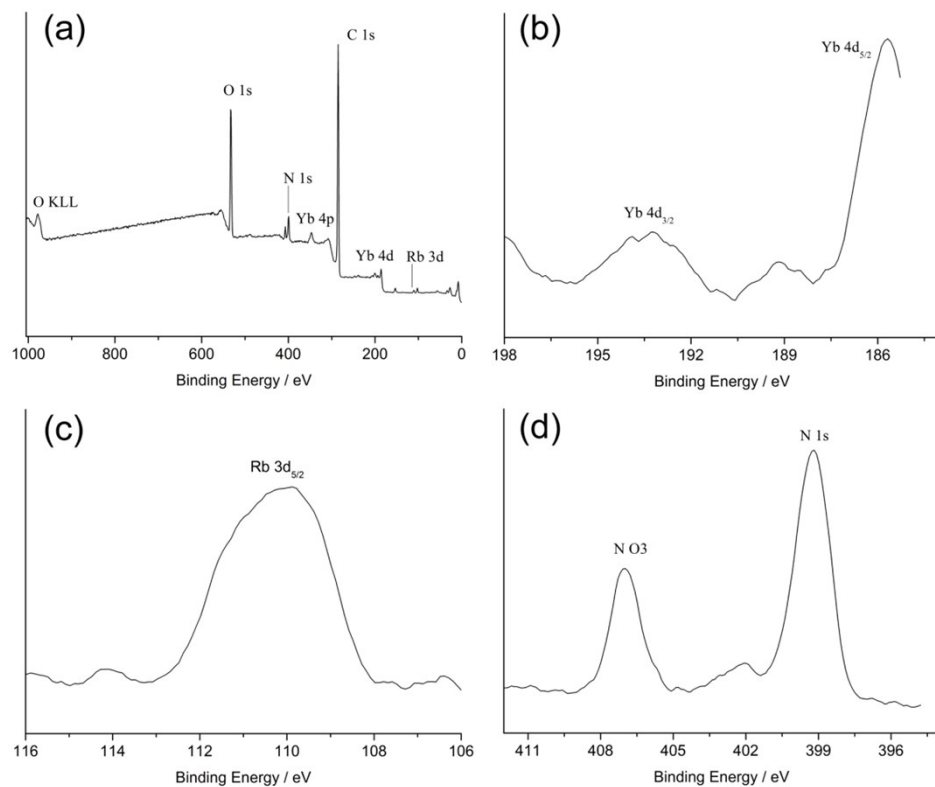 (a)
C 1s
O 1s
N 1s
O KLL
Yb 4p
Yb 4d
Rb 3d
1000 800 600 400 200 0
Binding Energy / eV
(b)
Yb 4d5/2
Yb 4d3/2
198 195 192 189 186
Binding Energy / eV
(c)
Rb 3d5/2
116 114 112 110 108 106
Binding Energy / eV
(d)
N 1s
N O3
411 408 405 402 399 396
Binding Energy / eV